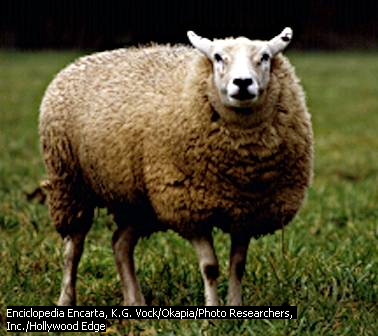 Enciclopedia Encarta, K.G. Vock/Okapia/Photo Researchers,
Inc./Hollywood Edge